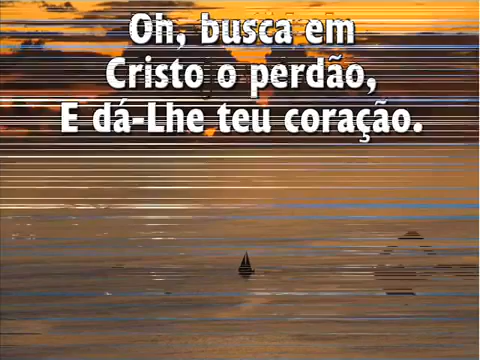 Oh, busca em
Cristo o perdão,
E dá-Lhe teu coração.